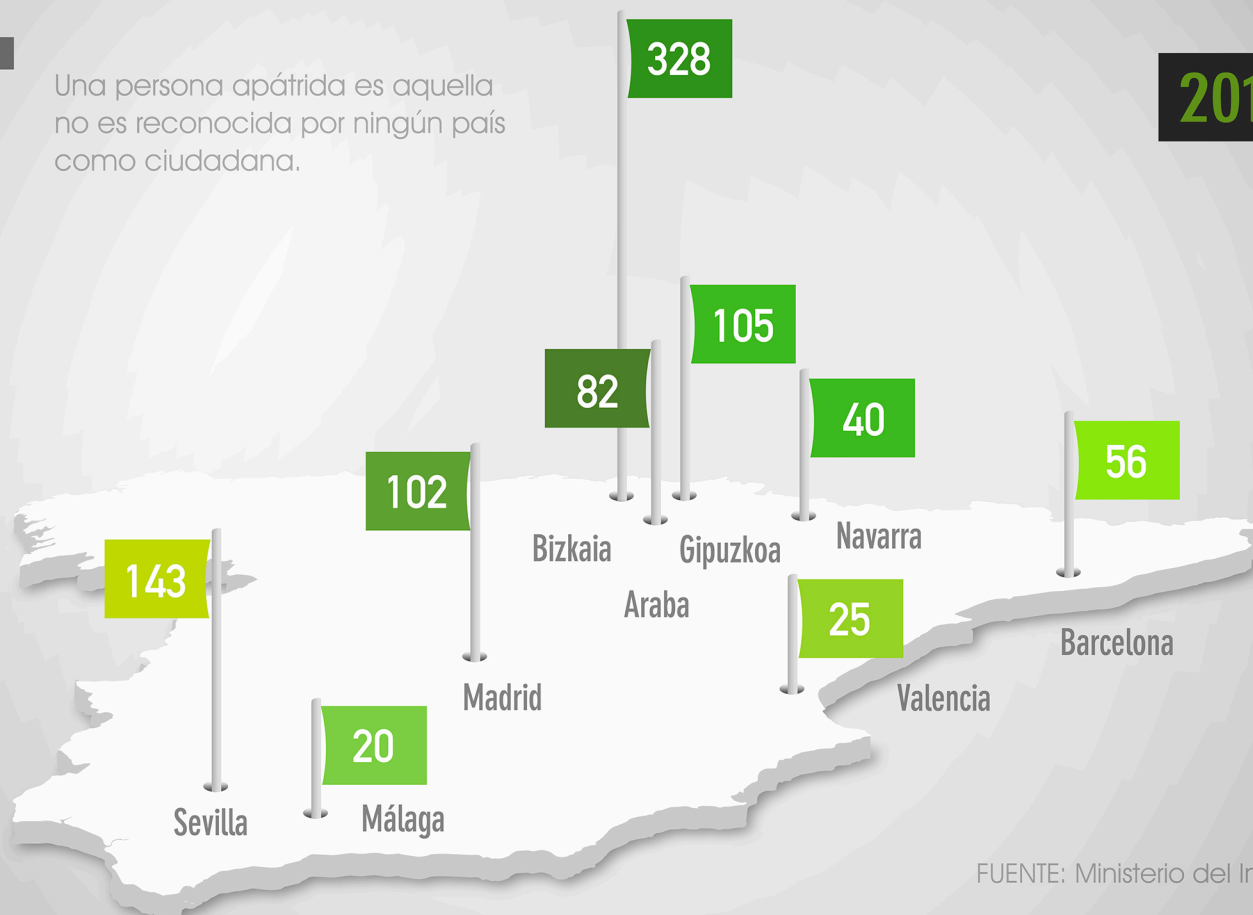 Una persona apátrida es aquella
no es reconocida por ningún país
como ciudadana.
328
105
82
40
56
102
143
Bizkaia
Gipuzkoa
Navarra
Araba
25
Barcelona
Madrid
Valencia
20
Sevilla
Málaga
FUENTE: Ministerio del